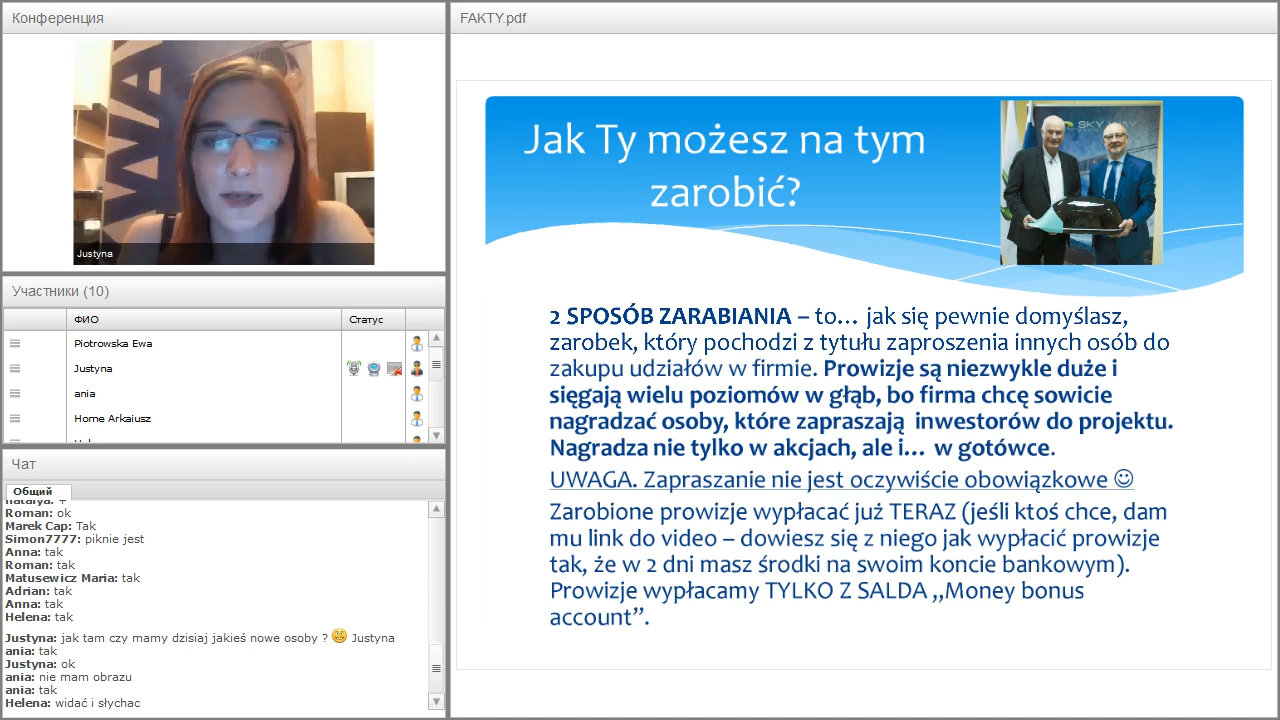 Конференция
WAY
Justyna
Участники (10)
ФИО
Статус
Piotrowska Ewa
Justyna
ania
Home Arkaiusz
Чат
Общий
natalya: +
Roman: ok
Marek Cap: Tak
Simon7777: piknie jest
Anna: tak
Roman: tak
Matusewicz Maria: tak
Adrian: tak
Anna: tak
Helena: tak
Justyna: jak tam czy mamy dzisiaj jakieś nowe osoby ? Justyna
ania: tak
Justyna: ok
ania: nie mam obrazu
ania: tak
Helena: widać i słychac
FAKTY.pdf
Jak Ty możesz na tym
zarobić?
SKY WAY
2 SPOSÓB ZARABIANIA – to… jak się pewnie domyślasz,
zarobek, który pochodzi z tytułu zaproszenia innych osób do
zakupu udziałów w firmie. Prowizje są niezwykle duże i
sięgają wielu poziomów w głąb, bo firma chcę sowicie
nagradzać osoby, które zapraszają inwestorów do projektu.
Nagradza nie tylko w akcjach, ale i… w gotówce.
UWAGA. Zapraszanie nie jest oczywiście obowiązkowe ☺
Zarobione prowizje wypłacać już TERAZ (jeśli ktoś chce, dam
mu link do video – dowiesz się z niego jak wypłacić prowizje
tak, że w 2 dni masz środki na swoim koncie bankowym).
Prowizje wypłacamy TYLKO Z SALDA „Money bonus
account”.